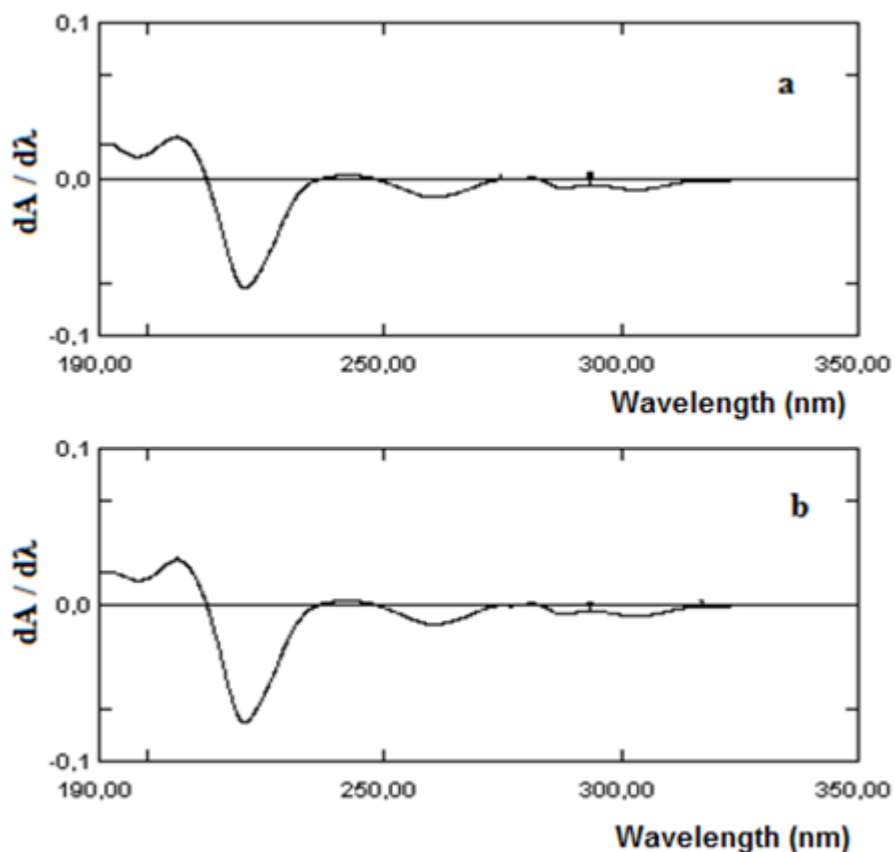 0,1
a
dA / dλ
0,0
-0,1
190,00 250,00 300,00 350,00
Wavelength (nm)
0,1
b
dA / dλ
0,0
-0,1
190,00 250,00 300,00 350,00
Wavelength (nm)